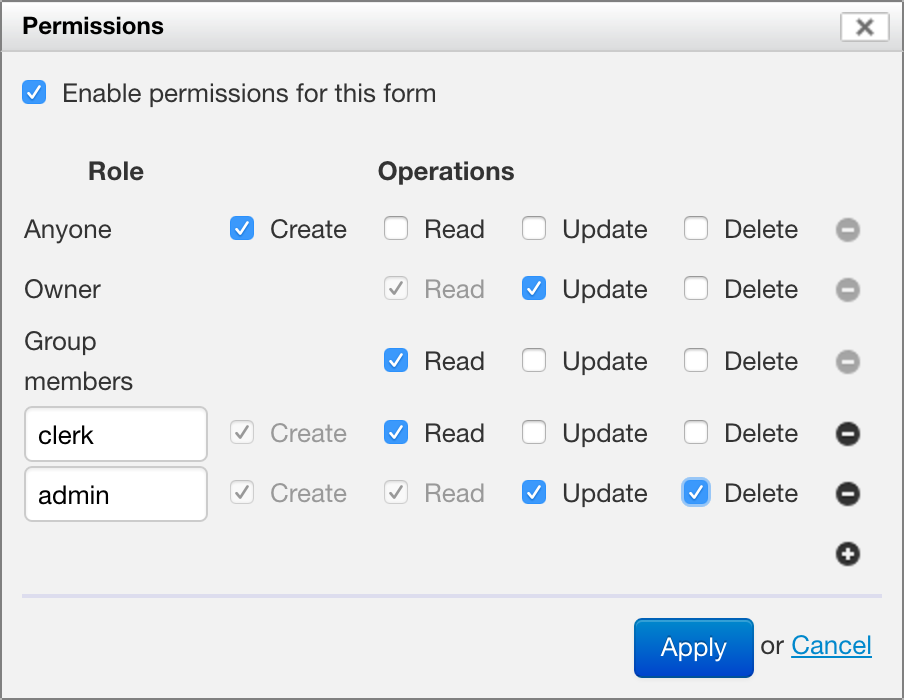 Permissions
Enable permissions for this form
Role Operations
Anyone Create Read Update Delete
Owner Read Update Delete
Group
members Read Update Delete
clerk Create Read Update Delete
admin Create Read Update Delete
Apply or Cancel